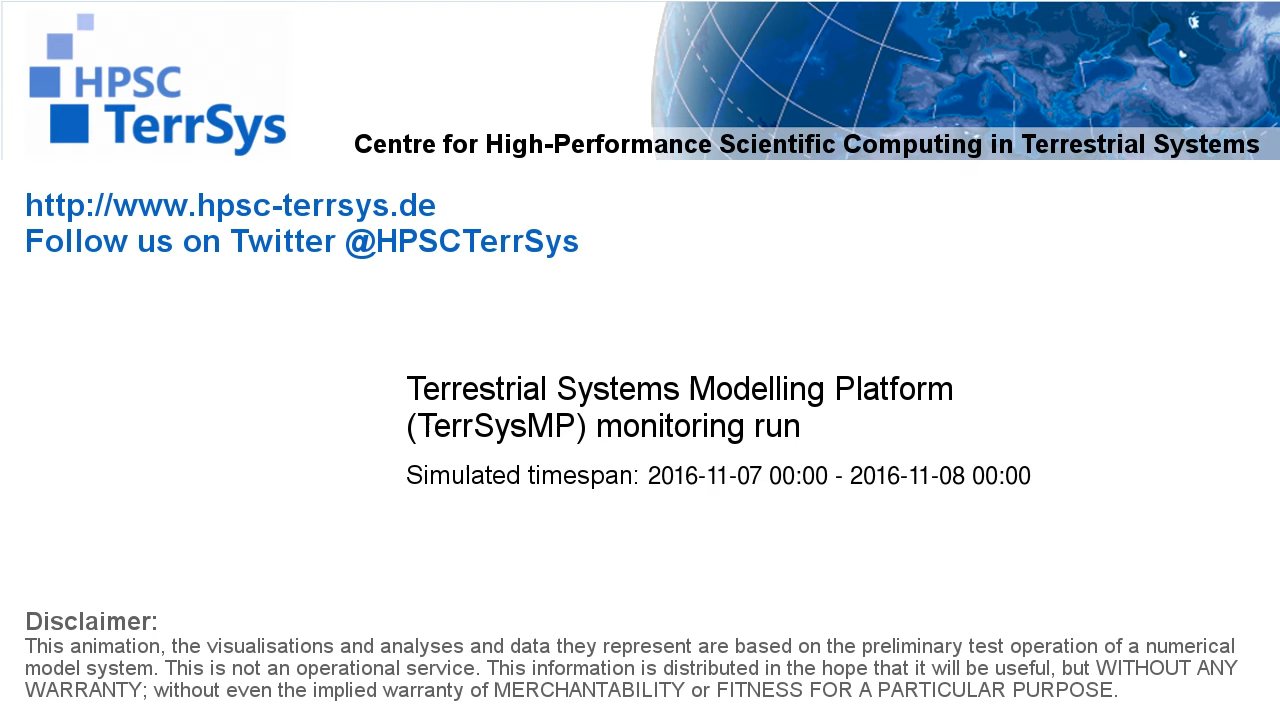 HPSC
TerrSys
Centre for High-Performance Scientific Computing in Terrestrial Systems
http://www.hpsc-terrsys.de
Follow us on Twitter @HPSCTerrSys
Terrestrial Systems Modelling Platform
(TerrSysMP) monitoring run
Simulated timespan: 2016-11-07 00:00 - 2016-11-08 00:00
Disclaimer:
This animation, the visualisations and analyses and data they represent are based on the preliminary test operation of a numerical
model system. This is not an operational service. This information is distributed in the hope that it will be useful, but WITHOUT ANY
WARRANTY; without even the implied warranty of MERCHANTABILITY or FITNESS FOR A PARTICULAR PURPOSE.